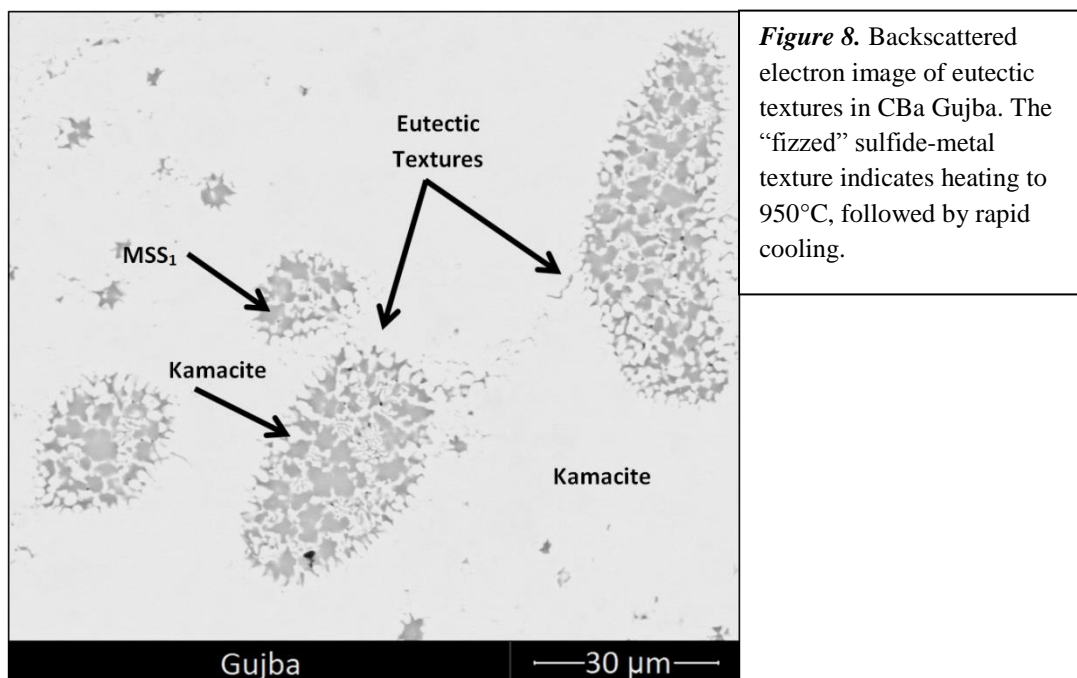 Eutectic
Textures
MSS₁
Kamacite
Kamacite
Gujba
30 µm
Figure 8. Backscattered
electron image of eutectic
textures in CBa Gujba. The
“fizzed” sulfide-metal
texture indicates heating to
950°C, followed by rapid
cooling.